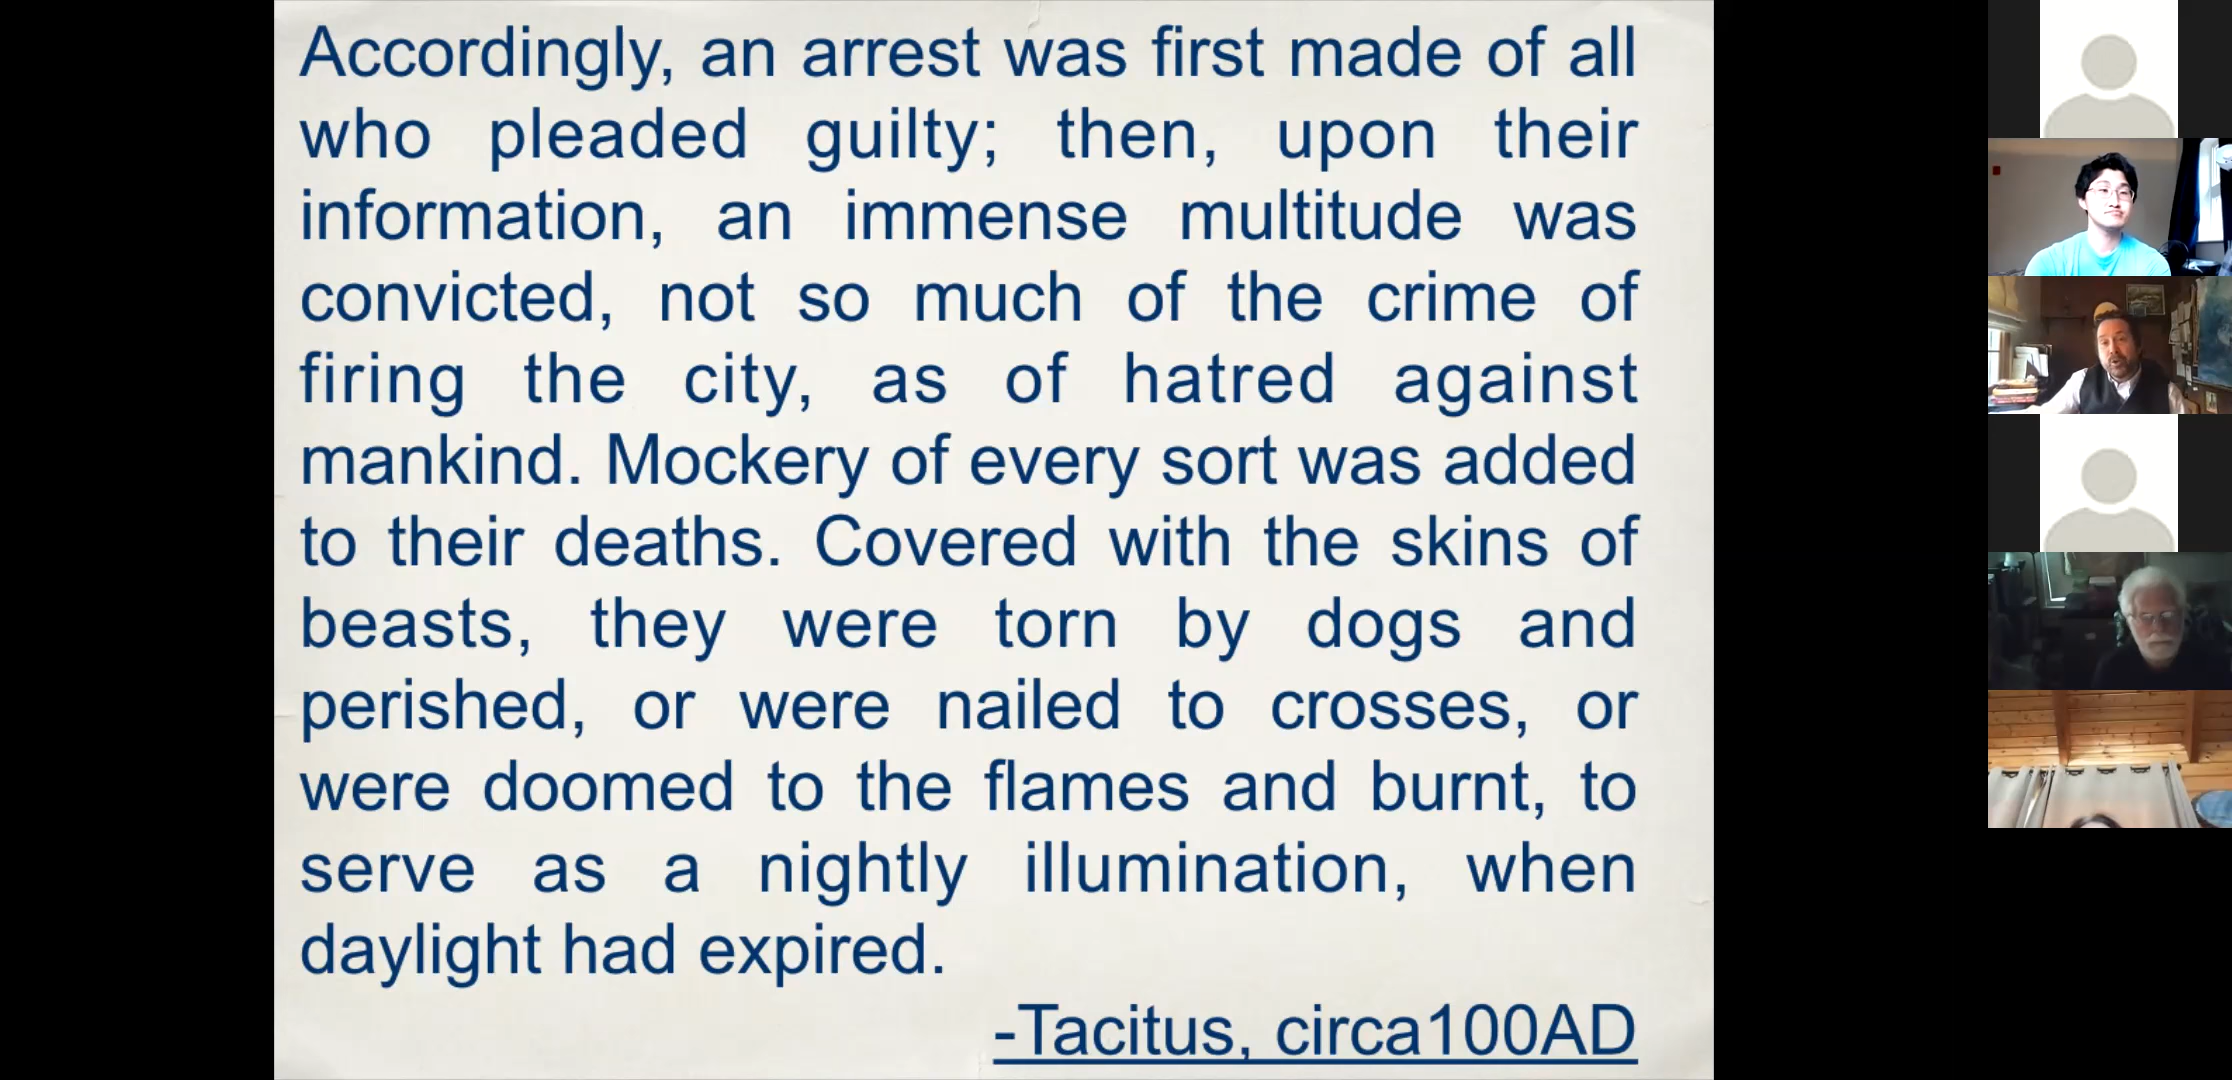 Accordingly, an arrest was first made of all
who pleaded guilty; then, upon their
information, an immense multitude was
convicted, not so much of the crime of
firing the city, as of hatred against
mankind. Mockery of every sort was added
to their deaths. Covered with the skins of
beasts, they were torn by dogs and
perished, or were nailed to crosses, or
were doomed to the flames and burnt, to
serve as a nightly illumination, when
daylight had expired.
-Tacitus, circa100AD